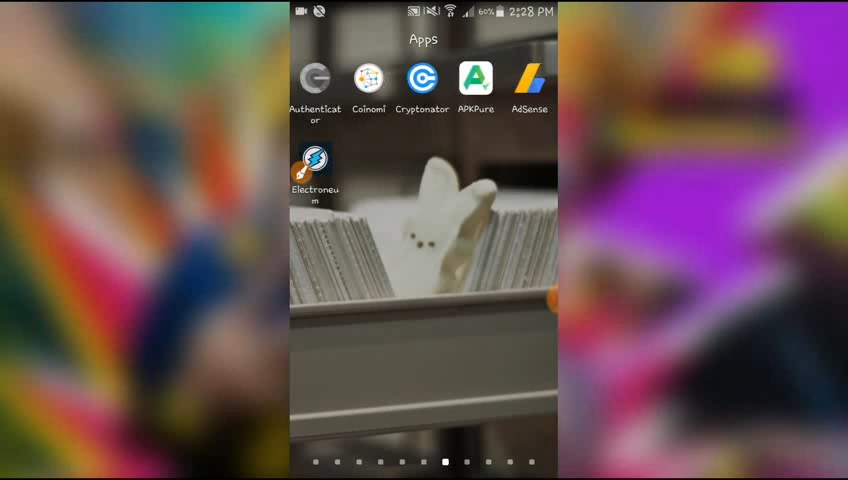 60% 2:28 PM
Apps
Authenticat
or
Coinomi
Cryptonator
APKPure
AdSense
Electroneu
m